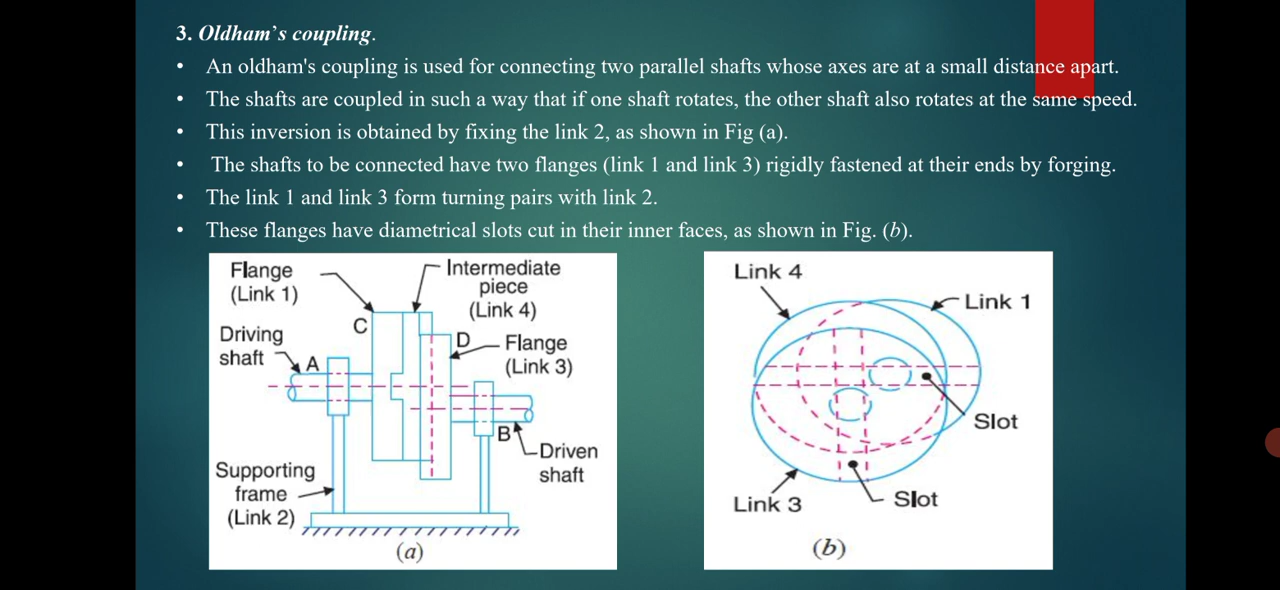 3. Oldham's coupling.
• An oldham's coupling is used for connecting two parallel shafts whose axes are at a small distance apart.
• The shafts are coupled in such a way that if one shaft rotates, the other shaft also rotates at the same speed.
• This inversion is obtained by fixing the link 2, as shown in Fig (a).
• The shafts to be connected have two flanges (link 1 and link 3) rigidly fastened at their ends by forging.
• The link 1 and link 3 form turning pairs with link 2.
• These flanges have diametrical slots cut in their inner faces, as shown in Fig. (b).
Flange
(Link 1)
Intermediate
piece
(Link 4)
C
Driving
shaft
A
D
Flange
(Link 3)
B
Driven
shaft
Supporting
frame
(Link 2)
(a)
Link 4
Link 1
Slot
Link 3
Slot
(b)